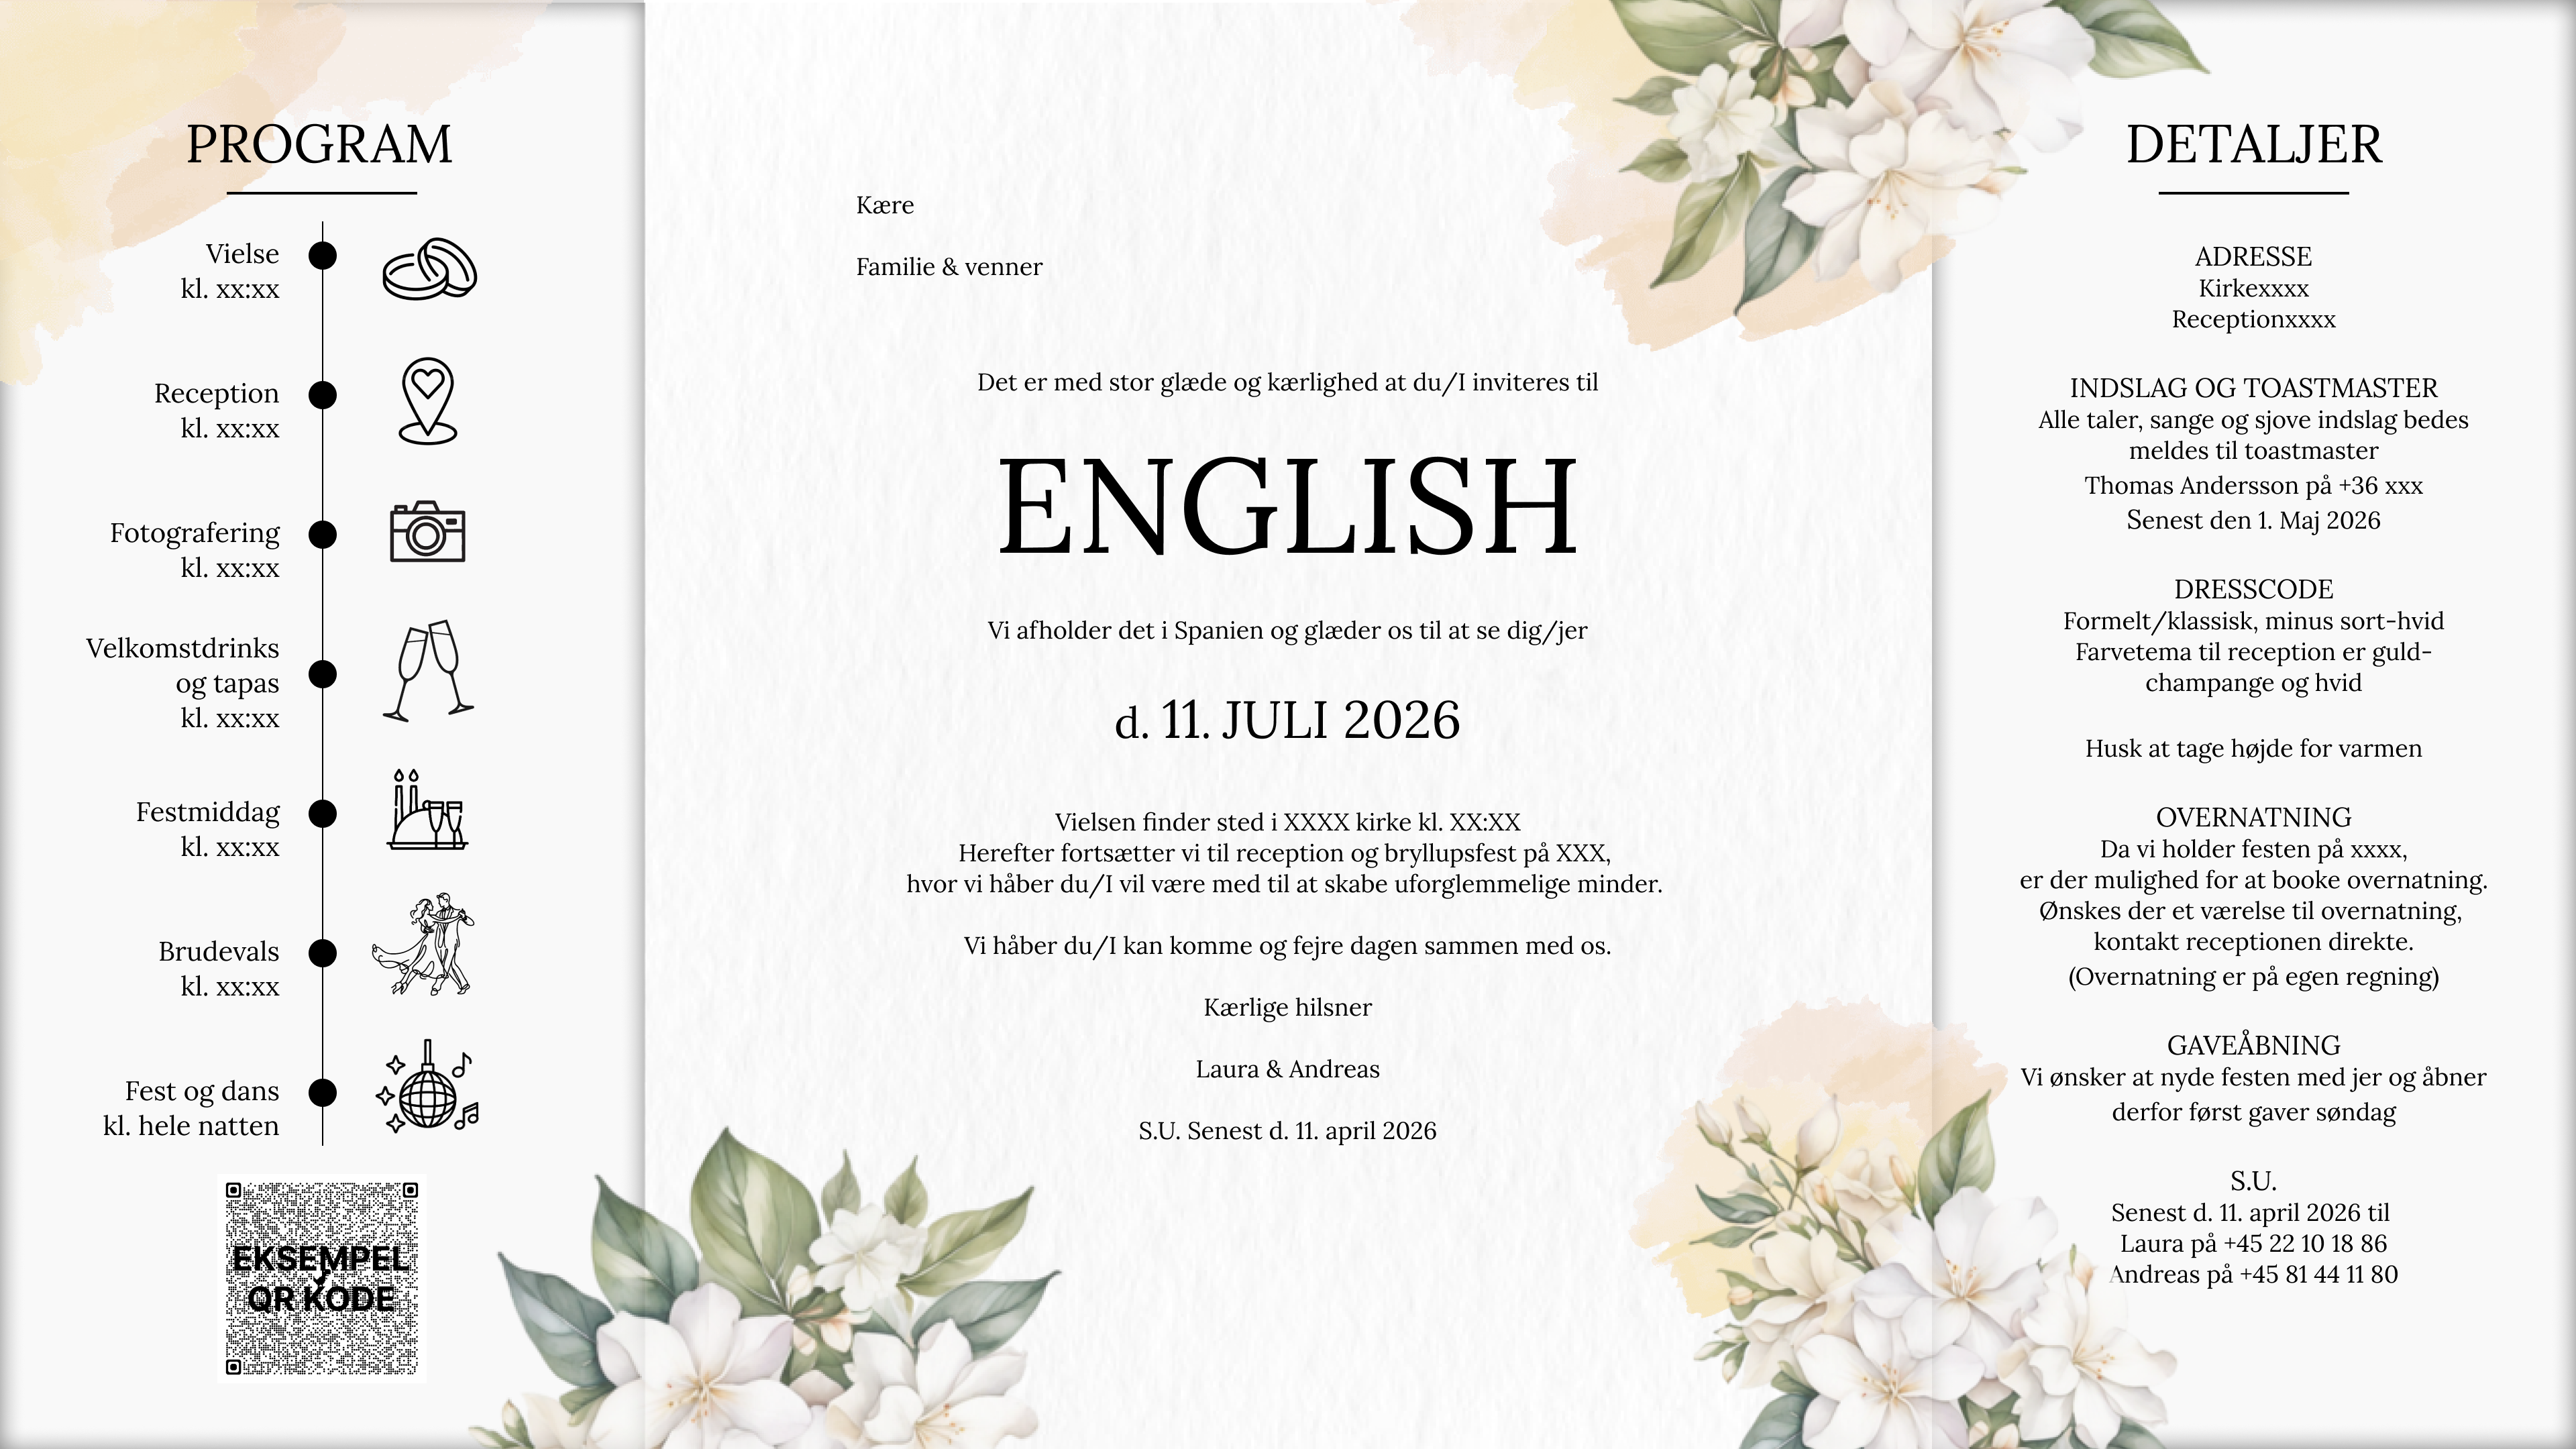 PROGRAM
Vielse
kl. xx:xx
Reception
kl. xx:xx
Fotografering
kl. xx:xx
Velkomstdrinks
og tapas
kl. xx:xx
Festmiddag
kl. xx:xx
Brudevals
kl. xx:xx
Fest og dans
kl. hele natten
EKSEMPEL
QR KODE
Kære
Familie & venner
Det er med stor glæde og kærlighed at du/I inviteres til
ENGLISH
Vi afholder det i Spanien og glæder os til at se dig/jer
d. 11. JULI 2026
Vielsen finder sted i XXXX kirke kl. XX:XX
Herefter fortsætter vi til reception og bryllupsfest på XXX,
hvor vi håber du/I vil være med til at skabe uforglemmelige minder.
Vi håber du/I kan komme og fejre dagen sammen med os.
Kærlige hilsner
Laura & Andreas
S.U. Senest d. 11. april 2026
DETALJER
ADRESSE
Kirkexxxx
Receptionxxxx
INDSLAG OG TOASTMASTER
Alle taler, sange og sjove indslag bedes
meldes til toastmaster
Thomas Andersson på +36 xxx
Senest den 1. Maj 2026
DRESSCODE
Formelt/klassisk, minus sort-hvid
Farvetema til reception er guld-
champange og hvid
Husk at tage højde for varmen
OVERNATNING
Da vi holder festen på xxxx,
er der mulighed for at booke overnatning.
Ønskes der et værelse til overnatning,
kontakt receptionen direkte.
(Overnatning er på egen regning)
GAVEÅBNING
Vi ønsker at nyde festen med jer og åbner
derfor først gaver søndag
S.U.
Senest d. 11. april 2026 til
Laura på +45 22 10 18 86
Andreas på +45 81 44 11 80